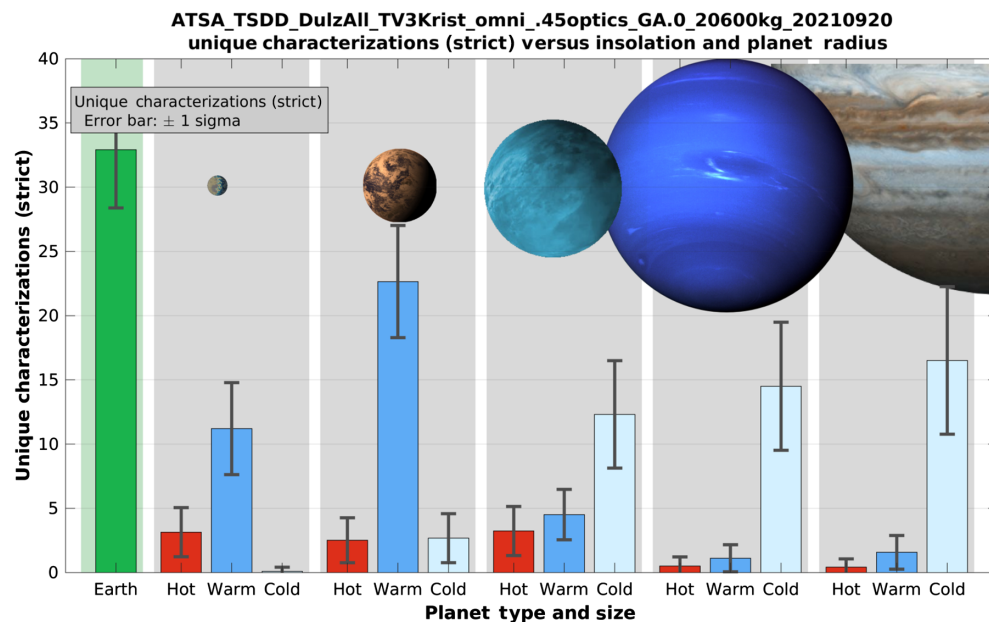 ATSA_TSDD_DulzAll_TV3Krist_omni_.45optics_GA.0_20600kg_20210920
unique characterizations (strict) versus insolation and planet radius
Unique characterizations (strict)
Error bar: ± 1 sigma
Unique characterizations (strict)
40
35
30
25
20
15
10
5
0
Earth Hot Warm Cold Hot Warm Cold Hot Warm Cold Hot Warm Cold Hot Warm Cold
Planet type and size